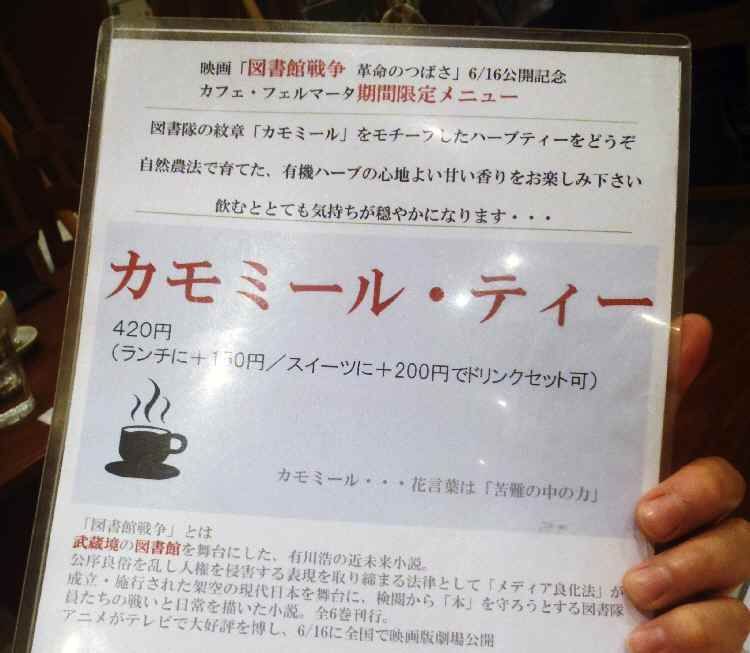 映画「図書館戦争 革命のつばさ」6/16公開記念
カフェ・フェルマータ期間限定メニュー
図書隊の紋章「カモミール」をモチーフしたハーブティーをどうぞ
自然農法で育てた、有機ハーブの心地よい甘い香りをお楽しみ下さい
飲むととても気持ちが穏やかになります・・・
カモミール・ティー
420円
（ランチに＋150円／スイーツに＋200円でドリンクセット可）
カモミール・・・花言葉は「苦難の中の力」
「図書館戦争」とは
武蔵境の図書館を舞台にした、有川浩の近未来小説。
公序良俗を乱し人権を侵害する表現を取り締まる法律として「メディア良化法」が
成立・施行された架空の現代日本を舞台に、検閲から「本」を守ろうとする図書隊
員たちの戦いと日常を描いた小説。全6巻刊行。
アニメがテレビで大好評を博し、6/16に全国で映画版劇場公開